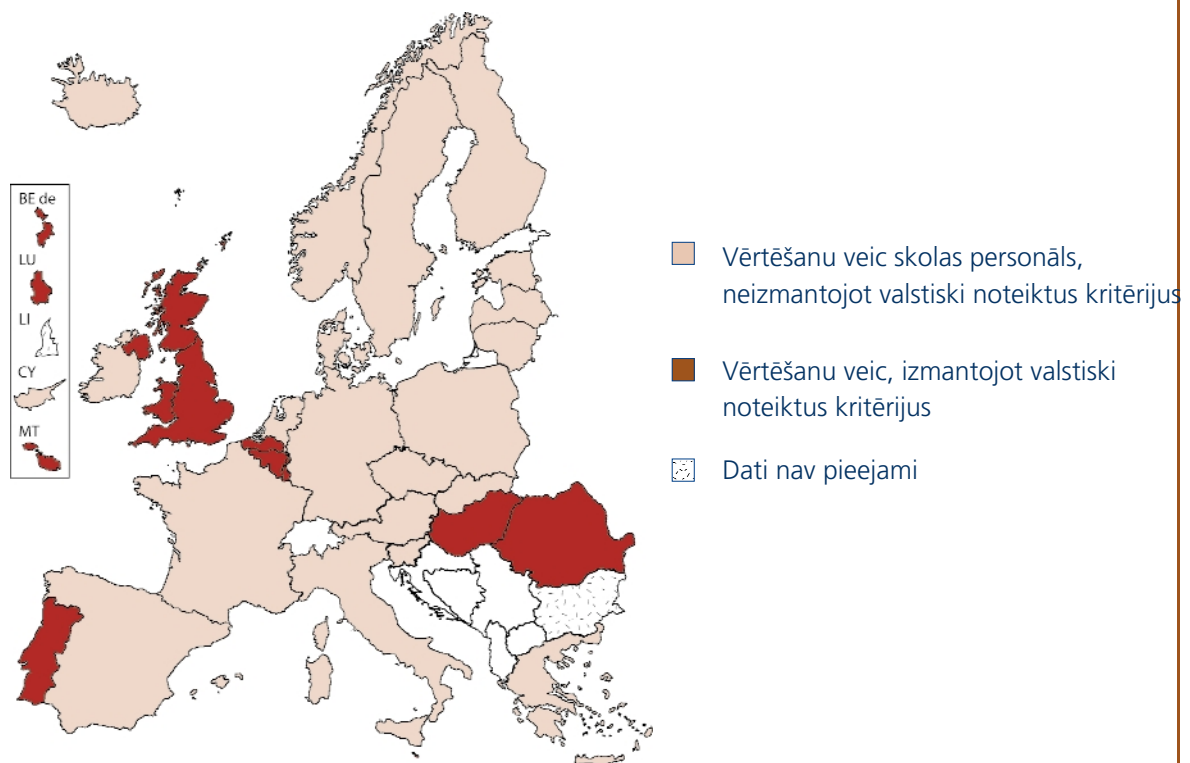 BE de
LU
LI
CY
MT
Vērtēšanu veic skolas personāls,
neizmantojot valstiski noteiktus kritērijus
Vērtēšanu veic, izmantojot valstiski
noteiktus kritērijus
Dati nav pieejami